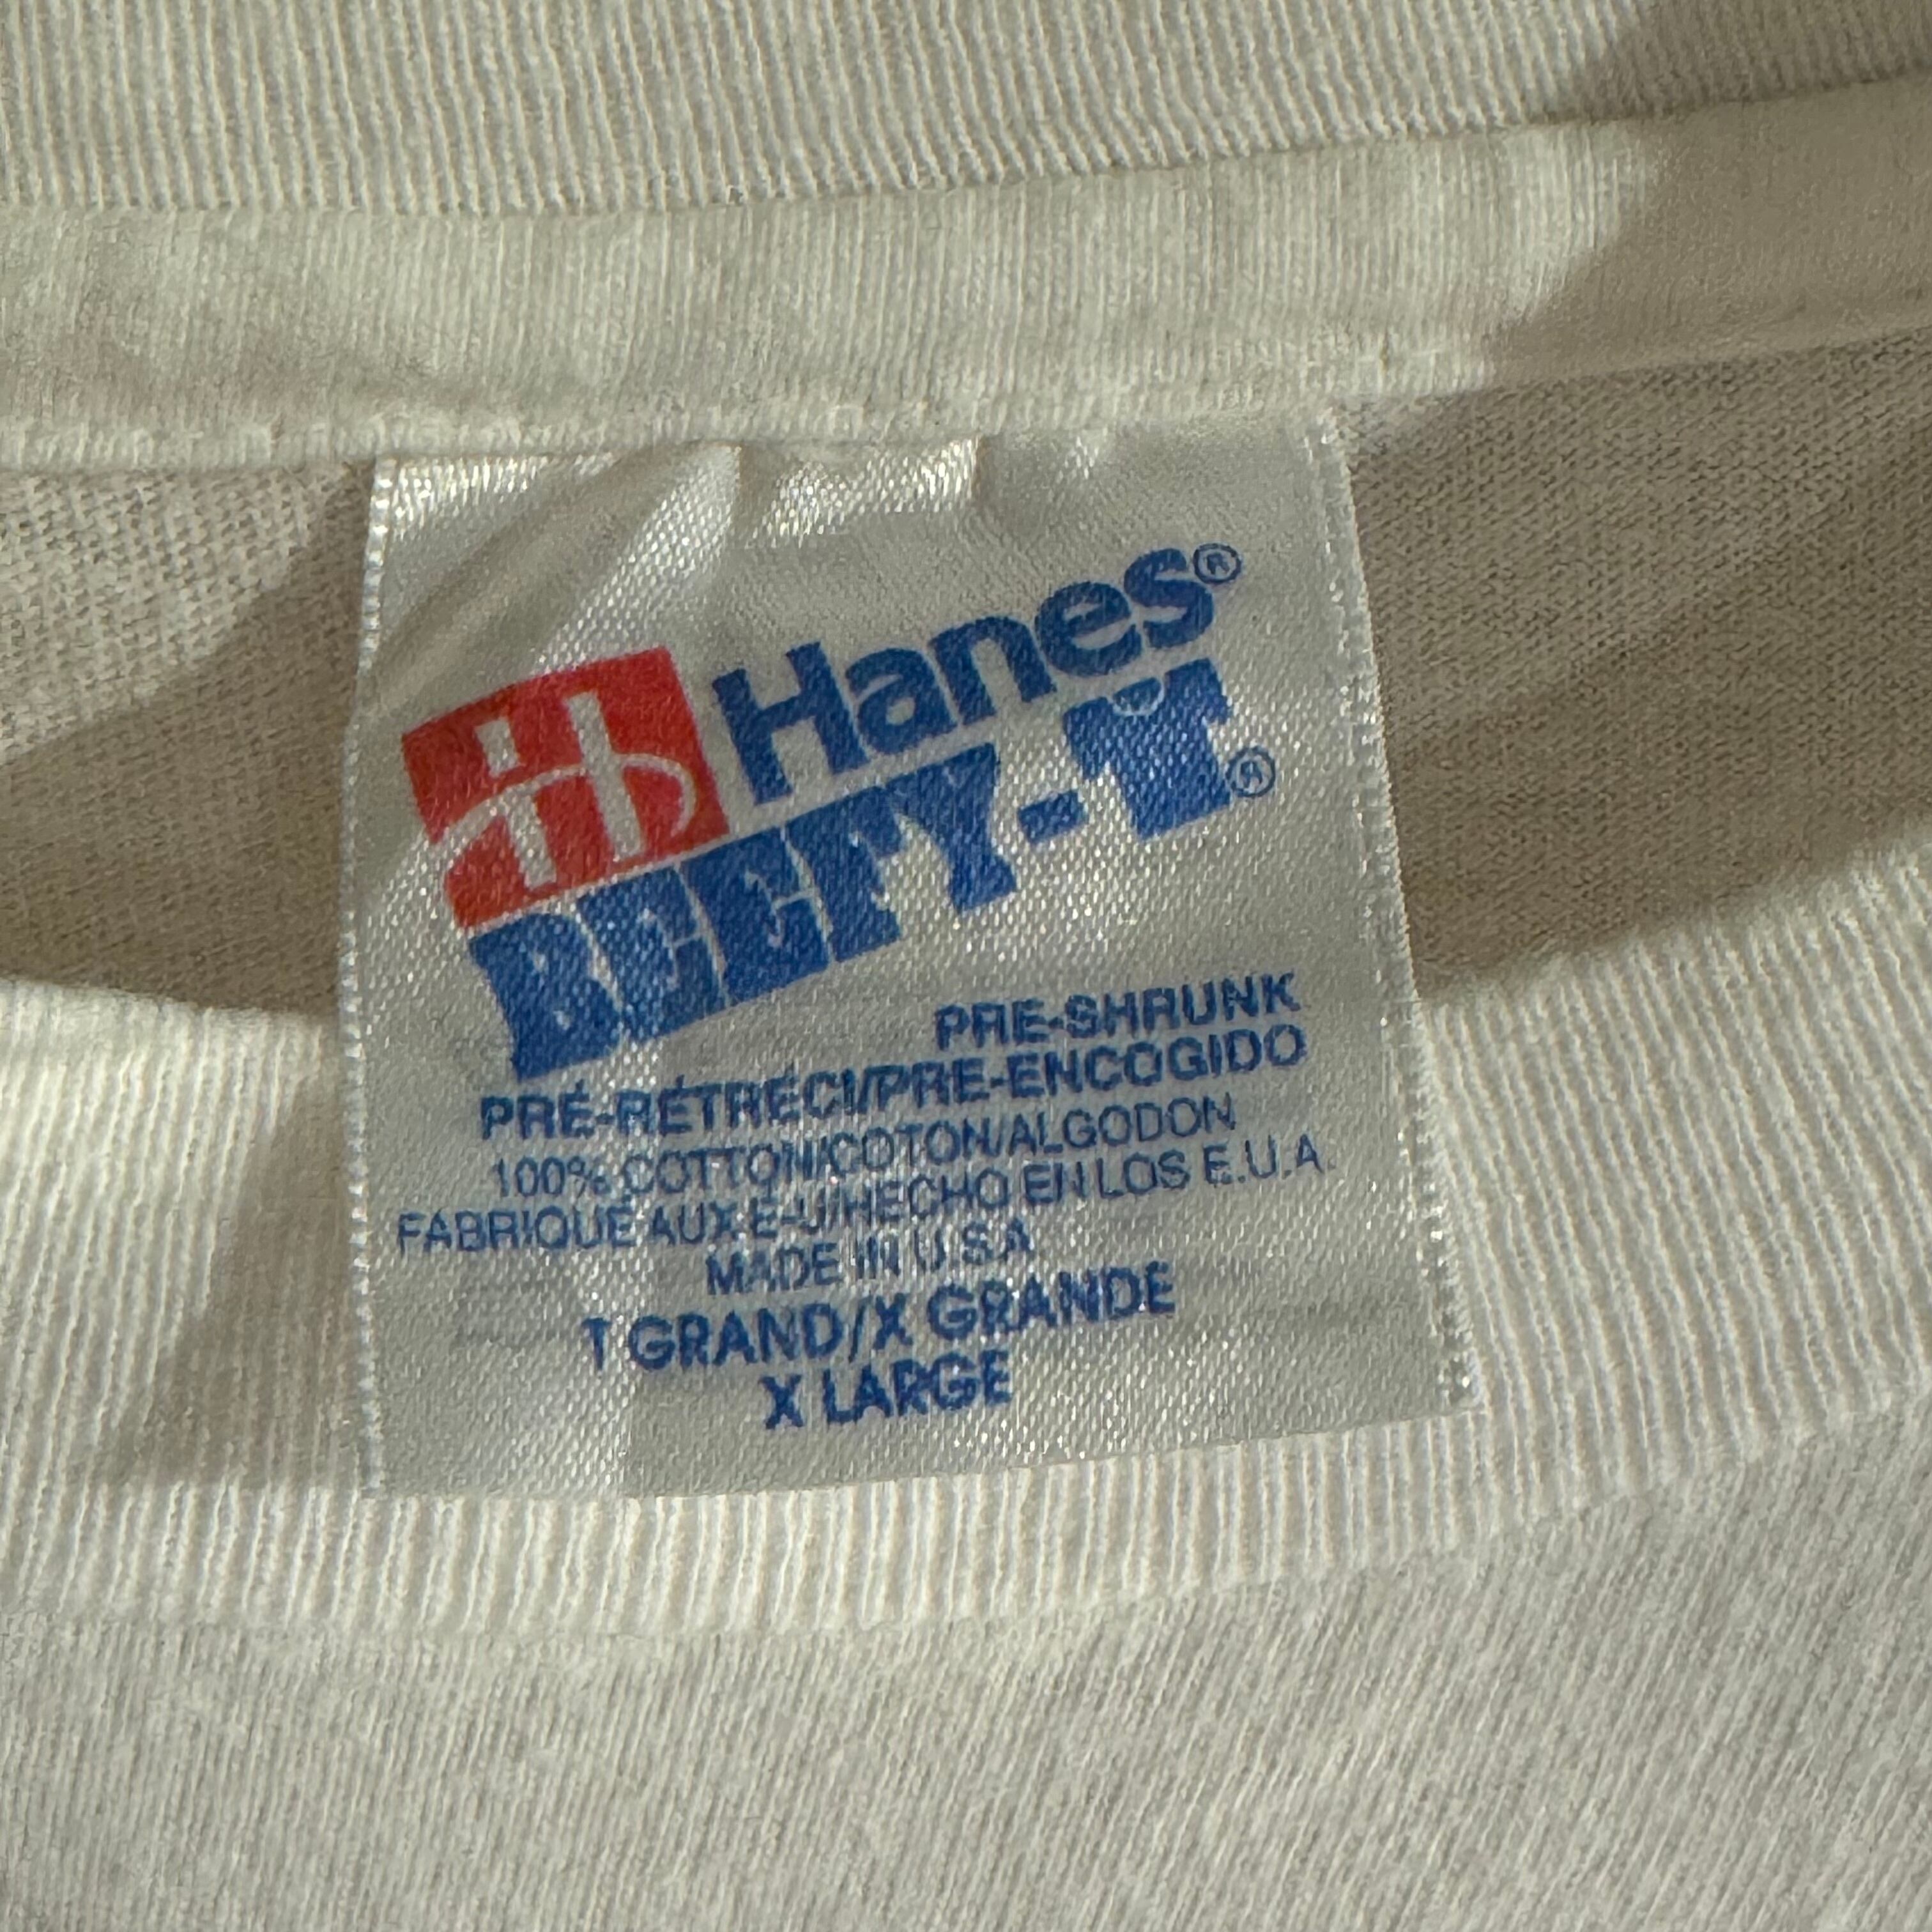 Hanes®
BEEFY-T®
PRE-SHRUNK
PRÉ-RÉTRÉCI/PRE-ENCOGIDO
100% COTTON/COTON/ALGODON
FABRIQUÉ AUX É-U/HECHO EN LOS E.U.A.
MADE IN U.S.A.
T GRAND/X GRANDE
X LARGE